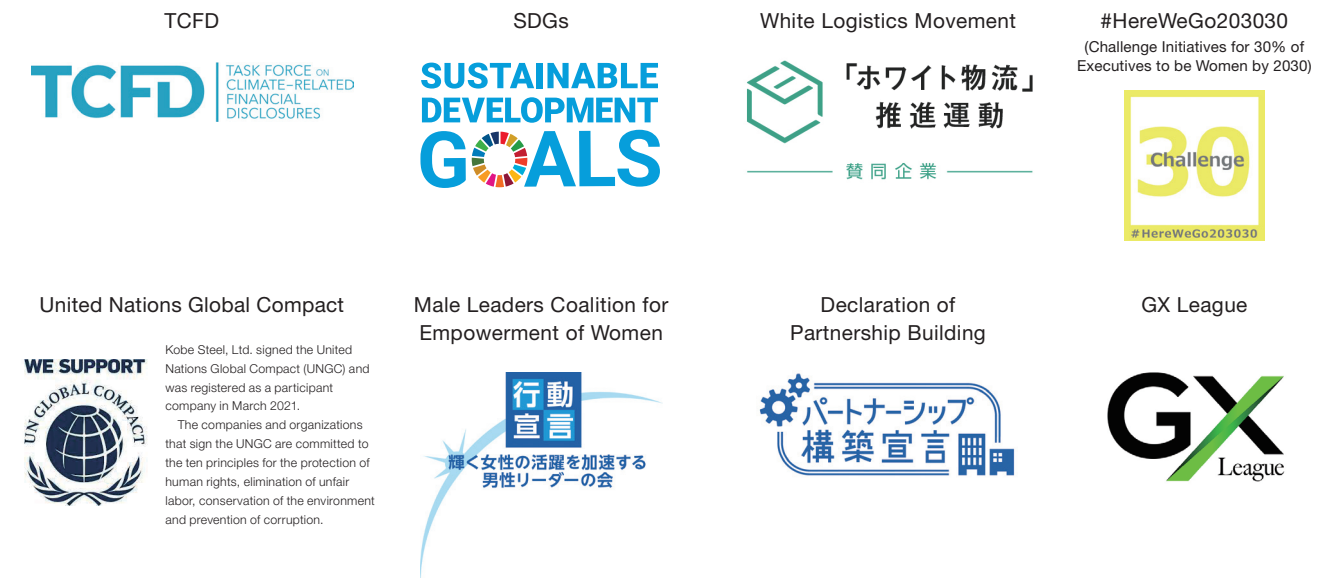 TCFD
TCFD
TASK FORCE ON
CLIMATE-RELATED
FINANCIAL
DISCLOSURES
SDGs
SUSTAINABLE
DEVELOPMENT
GOALS
White Logistics Movement
「ホワイト物流」
推進運動
賛同企業
#HereWeGo203030
(Challenge Initiatives for 30% of
Executives to be Women by 2030)
30
Challenge
#HereWeGo203030
United Nations Global Compact
WE SUPPORT
UN GLOBAL COMPACT
Kobe Steel, Ltd. signed the United
Nations Global Compact (UNGC) and
was registered as a participant
company in March 2021.
The companies and organizations
that sign the UNGC are committed to
the ten principles for the protection of
human rights, elimination of unfair
labor, conservation of the environment
and prevention of corruption.
Male Leaders Coalition for
Empowerment of Women
行動
宣言
輝く女性の活躍を加速する
男性リーダーの会
Declaration of
Partnership Building
パートナーシップ
構築宣言
GX League
GX
League